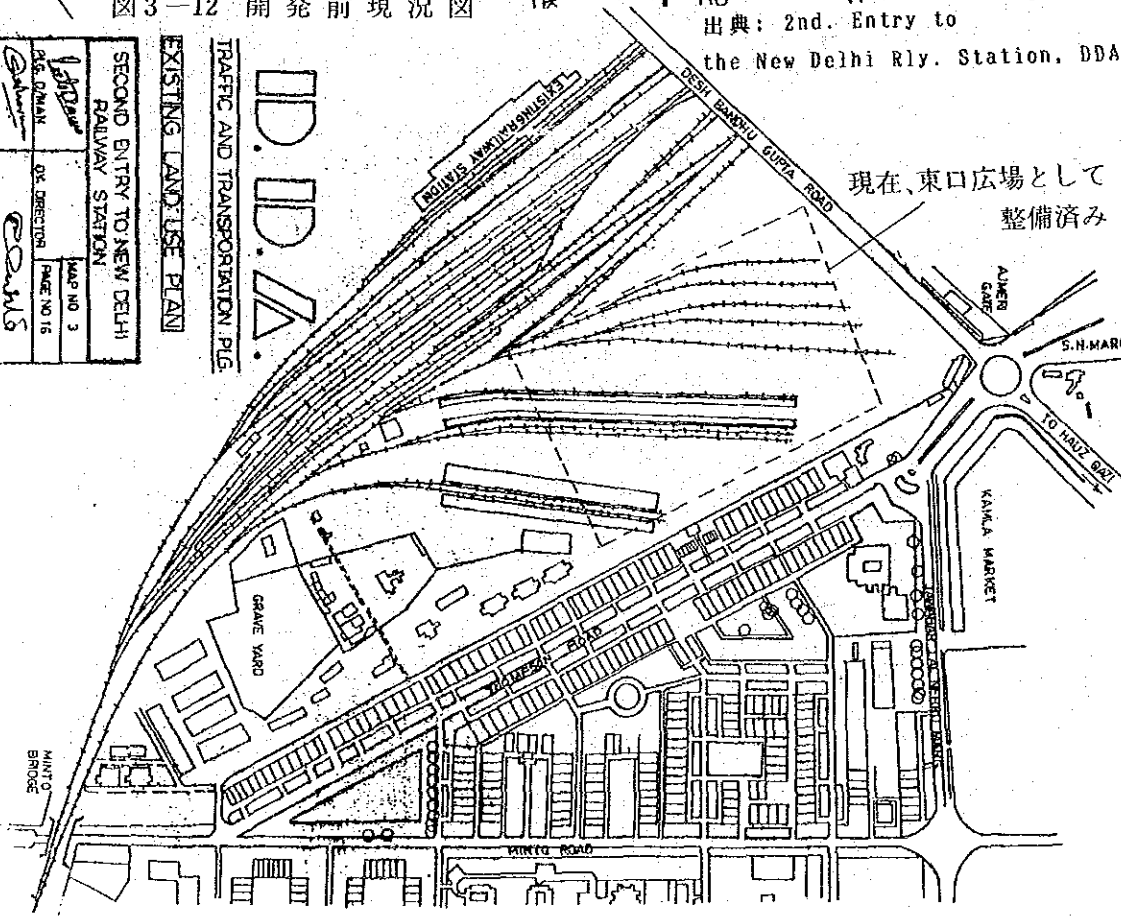 図3-12 開発前現況図
出典: 2nd. Entry to
the New Delhi Rly. Station, DDA
現在、東口広場として
整備済み
D.D.A.
TRAFFIC AND TRANSPORTATION PLG.
EXISTING LAND USE PLAN
SECOND ENTRY TO NEW DELHI
RAILWAY STATION
PLG. D/MAN
DY. DIRECTOR
MAP NO 3
PAGE NO 16
EXISTING RAILWAY STATION
DESH BANDHU GUPTA ROAD
AJMERI
GATE
S.N.MARG
TO HAUZ QAZI
KAMLA MARKET
THOMPSON ROAD
GRAVE YARD
MINTO
BRIDGE
MINTO ROAD